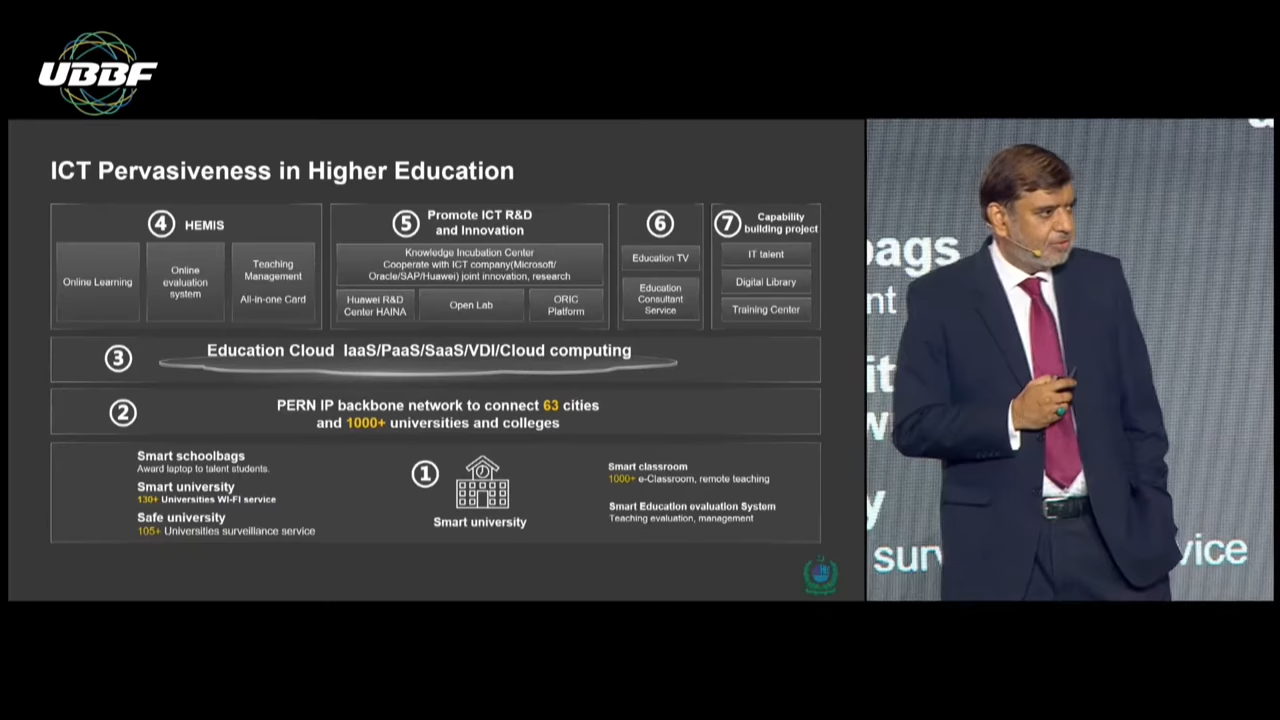 UBBF
ICT Pervasiveness in Higher Education
4
HEMIS
Online Learning
Online
evaluation
system
Teaching
Management
All-in-one Card
5
Promote ICT R&D
and Innovation
Knowledge Incubation Center
Cooperate with ICT company(Microsoft/
Oracle/SAP/Huawei) joint innovation, research
Huawei R&D
Center HAINA
Open Lab
ORIC
Platform
6
Education TV
Education
Consultant
Service
7
Capability
building project
IT talent
Digital Library
Training Center
3
Education Cloud IaaS/PaaS/SaaS/VDI/Cloud computing
2
PERN IP backbone network to connect 63 cities
and 1000+ universities and colleges
Smart schoolbags
Award laptop to talent students.
Smart university
130+ Universities WI-FI service
Safe university
105+ Universities surveillance service
1
Smart university
Smart classroom
1000+ e-Classroom, remote teaching
Smart Education evaluation System
Teaching evaluation, management
bags
nt
it
y
surv
vice